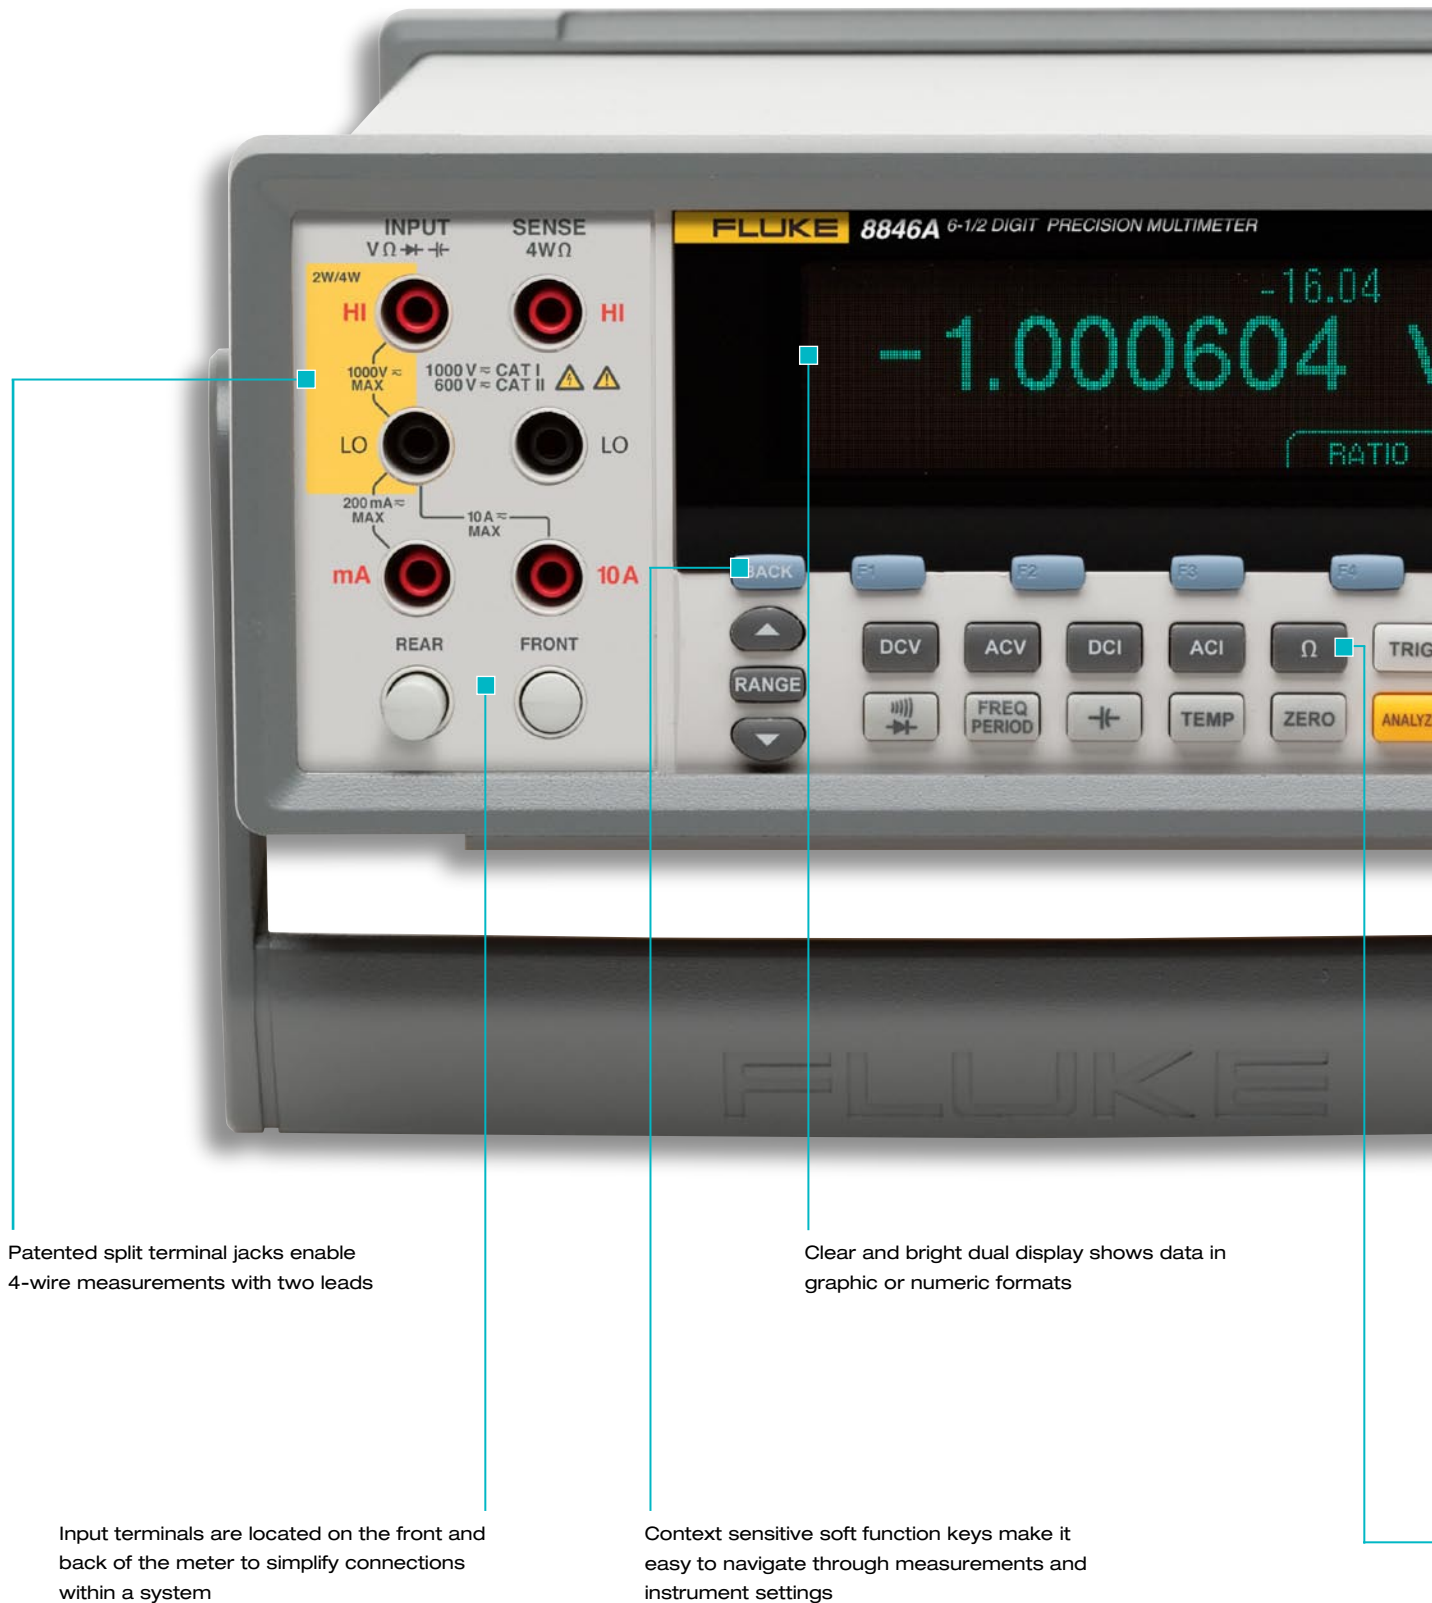 INPUT
VΩ
SENSE
4WΩ
2W/4W
HI
HI
1000V
MAX
1000 V CAT I
600 V CAT II
LO
LO
200 mA
MAX
10A
MAX
mA
10A
REAR
FRONT
FLUKE 8846A 6-1/2 DIGIT PRECISION MULTIMETER
-16.04
-1.000604 V
RATIO
BACK
F1
F2
F3
F4
RANGE
DCV
ACV
DCI
ACI
Ω
TRIG
FREQ
PERIOD
TEMP
ZERO
ANALYZ
FLUKE
Patented split terminal jacks enable
4-wire measurements with two leads
Clear and bright dual display shows data in
graphic or numeric formats
Input terminals are located on the front and
back of the meter to simplify connections
within a system
Context sensitive soft function keys make it
easy to navigate through measurements and
instrument settings